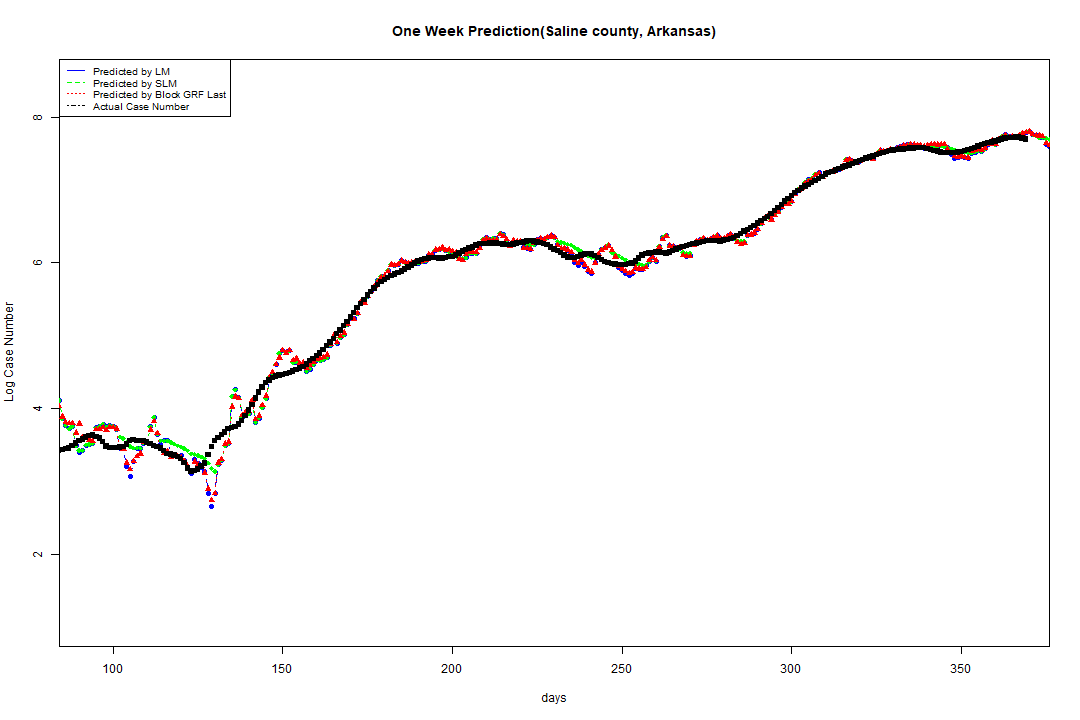 One Week Prediction(Saline county, Arkansas)
Predicted by LM
Predicted by SLM
Predicted by Block GRF Last
Actual Case Number
8
6
4
2
Log Case Number
100 150 200 250 300 350
days